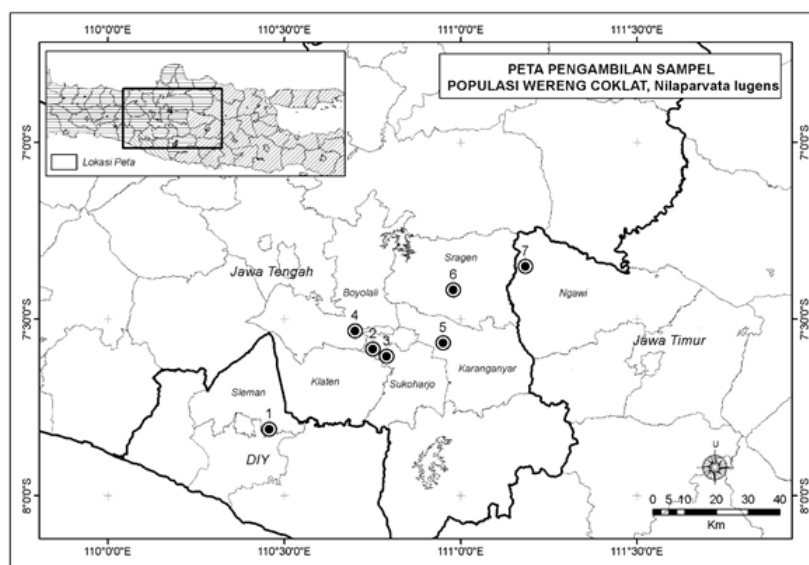 110°0'0"E 110°30'0"E 111°0'0"E 111°30'0"E
PETA PENGAMBILAN SAMPEL
POPULASI WERENG COKLAT, Nilaparvata lugens
Lokasi Peta
7°0'0"S 7°0'0"S
7
Sragen
Jawa Tengah
6
Ngawi
Boyolali
7°30'0"S 7°30'0"S
4
5
2
3
Jawa Timur
Karanganyar
Klaten
Sukoharjo
Sleman
1
DIY
U
8°0'0"S 8°0'0"S
0 5 10 20 30 40
Km
110°0'0"E 110°30'0"E 111°0'0"E 111°30'0"E